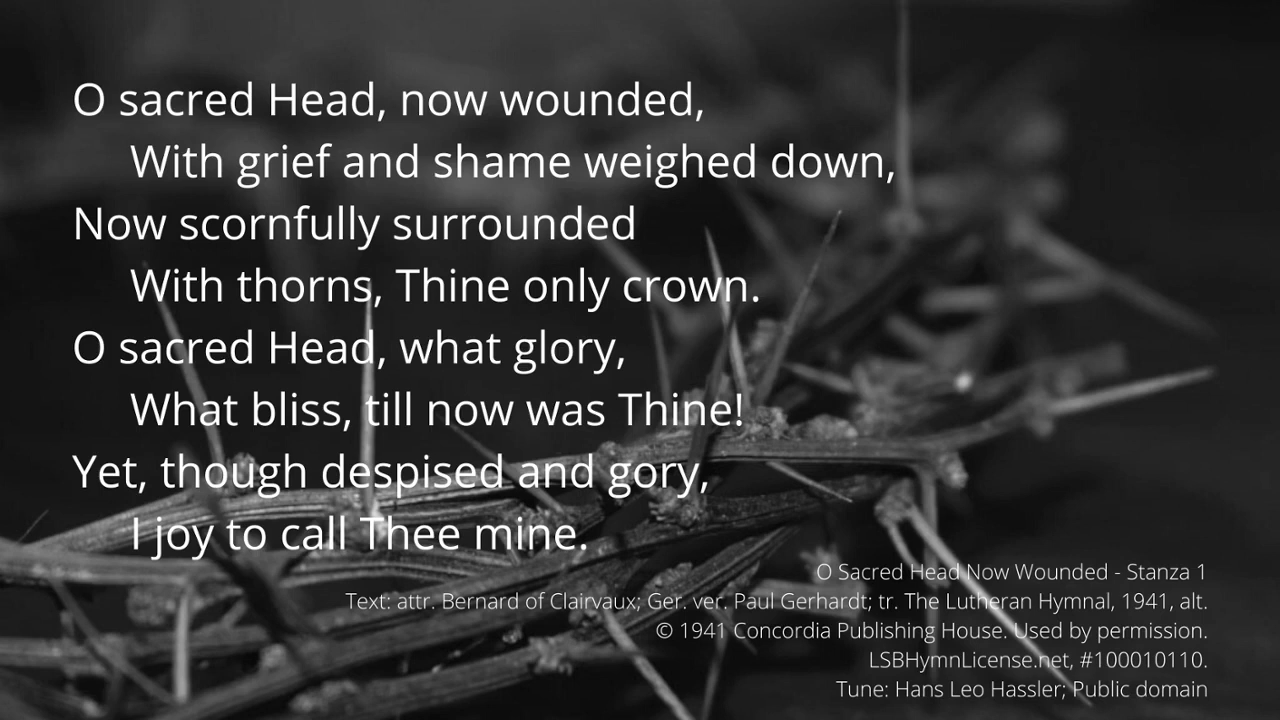 O sacred Head, now wounded,
With grief and shame weighed down,
Now scornfully surrounded
With thorns, Thine only crown.
O sacred Head, what glory,
What bliss, till now was Thine!
Yet, though despised and gory,
I joy to call Thee mine.
O Sacred Head Now Wounded - Stanza 1
Text: attr. Bernard of Clairvaux; Ger. ver. Paul Gerhardt; tr. The Lutheran Hymnal, 1941, alt.
© 1941 Concordia Publishing House. Used by permission.
LSBHymnLicense.net, #100010110.
Tune: Hans Leo Hassler; Public domain